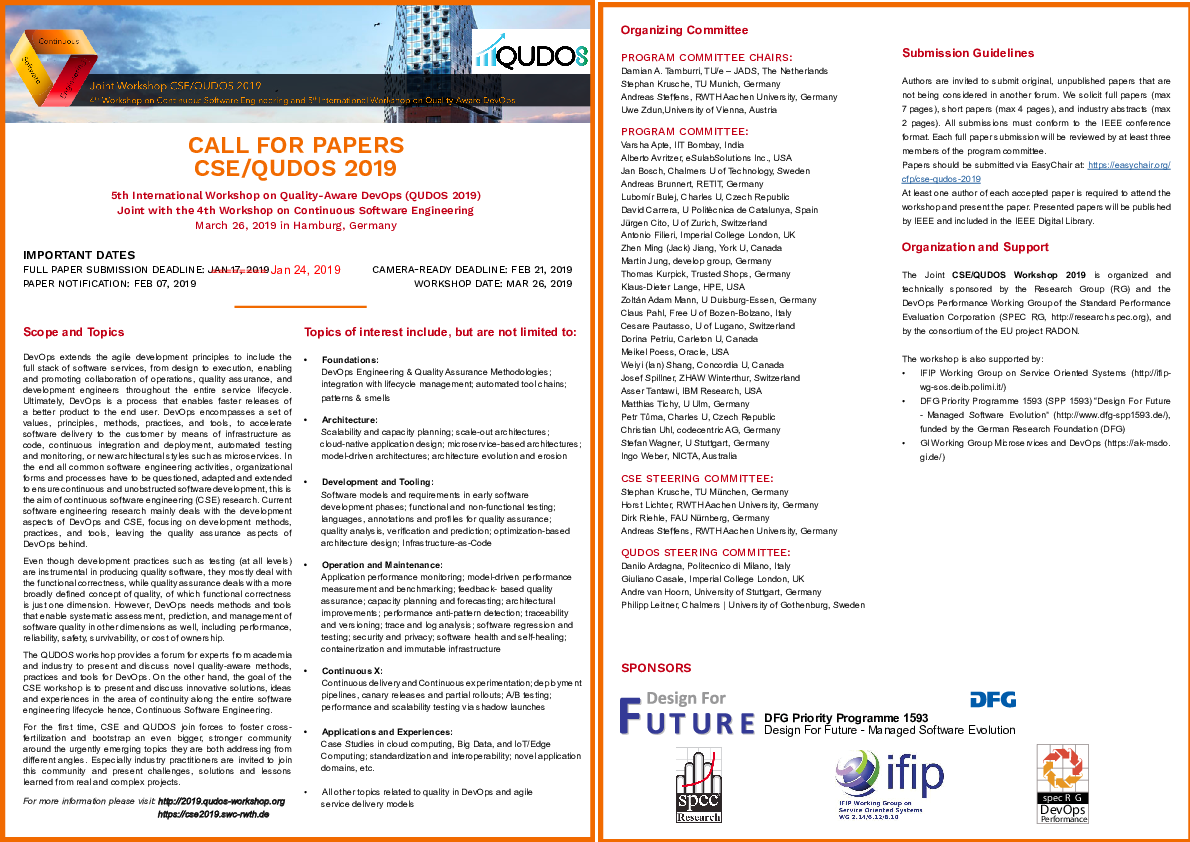 Continuous
Software
QUDOS
Joint Workshop CSE/QUDOS 2019
4th Workshop on Continuous Software Engineering and 5th International Workshop on Quality-Aware DevOps
CALL FOR PAPERS
CSE/QUDOS 2019
5th International Workshop on Quality-Aware DevOps (QUDOS 2019)
Joint with the 4th Workshop on Continuous Software Engineering
March 26, 2019 in Hamburg, Germany
IMPORTANT DATES
FULL PAPER SUBMISSION DEADLINE: JAN 17, 2019 Jan 24, 2019
PAPER NOTIFICATION: FEB 07, 2019
CAMERA-READY DEADLINE: FEB 21, 2019
WORKSHOP DATE: MAR 26, 2019
Scope and Topics
DevOps extends the agile development principles to include the
full stack of software services, from design to execution, enabling
and promoting collaboration of operations, quality assurance, and
development engineers throughout the entire service lifecycle.
Ultimately, DevOps is a process that enables faster releases of
a better product to the end user. DevOps encompasses a set of
values, principles, methods, practices, and tools, to accelerate
software delivery to the customer by means of infrastructure as
code, continuous integration and deployment, automated testing
and monitoring, or new architectural styles such as microservices. In
the end all common software engineering activities, organizational
forms and processes have to be questioned, adapted and extended
to ensure continuous and unobstructed software development, this is
the aim of continuous software engineering (CSE) research. Current
software engineering research mainly deals with the development
aspects of DevOps and CSE, focusing on development methods,
practices, and tools, leaving the quality assurance aspects of
DevOps behind.
Even though development practices such as testing (at all levels)
are instrumental in producing quality software, they mostly deal with
the functional correctness, while quality assurance deals with a more
broadly defined concept of quality, of which functional correctness
is just one dimension. However, DevOps needs methods and tools
that enable systematic assessment, prediction, and management of
software quality in other dimensions as well, including performance,
reliability, safety, survivability, or cost of ownership.
The QUDOS workshop provides a forum for experts from academia
and industry to present and discuss novel quality-aware methods,
practices and tools for DevOps. On the other hand, the goal of the
CSE workshop is to present and discuss innovative solutions, ideas
and experiences in the area of continuity along the entire software
engineering lifecycle hence, Continuous Software Engineering.
For the first time, CSE and QUDOS join forces to foster cross-
fertilization and bootstrap an even bigger, stronger community
around the urgently emerging topics they are both addressing from
different angles. Especially industry practitioners are invited to join
this community and present challenges, solutions and lessons
learned from real and complex projects.
For more information please visit: http://2019.qudos-workshop.org
https://cse2019.swc-rwth.de
Topics of interest include, but are not limited to:
• Foundations:
DevOps Engineering & Quality Assurance Methodologies;
integration with lifecycle management; automated tool chains;
patterns & smells
• Architecture:
Scalability and capacity planning; scale-out architectures;
cloud-native application design; microservice-based architectures;
model-driven architectures; architecture evolution and erosion
• Development and Tooling:
Software models and requirements in early software
development phases; functional and non-functional testing;
languages, annotations and profiles for quality assurance;
quality analysis, verification and prediction; optimization-based
architecture design; Infrastructure-as-Code
• Operation and Maintenance:
Application performance monitoring; model-driven performance
measurement and benchmarking; feedback- based quality
assurance; capacity planning and forecasting; architectural
improvements; performance anti-pattern detection; traceability
and versioning; trace and log analysis; software regression and
testing; security and privacy; software health and self-healing;
containerization and immutable infrastructure
• Continuous X:
Continuous delivery and Continuous experimentation; deployment
pipelines, canary releases and partial rollouts; A/B testing;
performance and scalability testing via shadow launches
• Applications and Experiences:
Case Studies in cloud computing, Big Data, and IoT/Edge
Computing; standardization and interoperability; novel application
domains, etc.
• All other topics related to quality in DevOps and agile
service delivery models
Organizing Committee
PROGRAM COMMITTEE CHAIRS:
Damian A. Tamburri, TU/e – JADS, The Netherlands
Stephan Krusche, TU Munich, Germany
Andreas Steffens, RWTH Aachen University, Germany
Uwe Zdun,University of Vienna, Austria
PROGRAM COMMITTEE:
Varsha Apte, IIT Bombay, India
Alberto Avritzer, eSulabSolutions Inc., USA
Jan Bosch, Chalmers U of Technology, Sweden
Andreas Brunnert, RETIT, Germany
Lubomír Bulej, Charles U, Czech Republic
David Carrera, U Politècnica de Catalunya, Spain
Jürgen Cito, U of Zurich, Switzerland
Antonio Filieri, Imperial College London, UK
Zhen Ming (Jack) Jiang, York U, Canada
Martin Jung, develop group, Germany
Thomas Kurpick, Trusted Shops, Germany
Klaus-Dieter Lange, HPE, USA
Zoltán Adam Mann, U Duisburg-Essen, Germany
Claus Pahl, Free U of Bozen-Bolzano, Italy
Cesare Pautasso, U of Lugano, Switzerland
Dorina Petriu, Carleton U, Canada
Meikel Poess, Oracle, USA
Weiyi (Ian) Shang, Concordia U, Canada
Josef Spillner, ZHAW Winterthur, Switzerland
Asser Tantawi, IBM Research, USA
Matthias Tichy, U Ulm, Germany
Petr Tůma, Charles U, Czech Republic
Christian Uhl, codecentric AG, Germany
Stefan Wagner, U Stuttgart, Germany
Ingo Weber, NICTA, Australia
CSE STEERING COMMITTEE:
Stephan Krusche, TU München, Germany
Horst Lichter, RWTH Aachen University, Germany
Dirk Riehle, FAU Nürnberg, Germany
Andreas Steffens, RWTH Aachen University, Germany
QUDOS STEERING COMMITTEE:
Danilo Ardagna, Politecnico di Milano, Italy
Giuliano Casale, Imperial College London, UK
Andre van Hoorn, University of Stuttgart, Germany
Philipp Leitner, Chalmers | University of Gothenburg, Sweden
Submission Guidelines
Authors are invited to submit original, unpublished papers that are
not being considered in another forum. We solicit full papers (max
7 pages), short papers (max 4 pages), and industry abstracts (max
2 pages). All submissions must conform to the IEEE conference
format. Each full paper submission will be reviewed by at least three
members of the program committee.
Papers should be submitted via EasyChair at: https://easychair.org/
cfp/cse-qudos-2019
At least one author of each accepted paper is required to attend the
workshop and present the paper. Presented papers will be published
by IEEE and included in the IEEE Digital Library.
Organization and Support
The Joint CSE/QUDOS Workshop 2019 is organized and
technically sponsored by the Research Group (RG) and the
DevOps Performance Working Group of the Standard Performance
Evaluation Corporation (SPEC RG, http://research.spec.org), and
by the consortium of the EU project RADON.
The workshop is also supported by:
• IFIP Working Group on Service Oriented Systems (http://ifip-
wg-sos.deib.polimi.it/)
• DFG Priority Programme 1593 (SPP 1593) "Design For Future
- Managed Software Evolution" (http://www.dfg-spp1593.de/),
funded by the German Research Foundation (DFG)
• GI Working Group Microservices and DevOps (https://ak-msdo.
gi.de/)
SPONSORS
Design For
FUTURE
DFG
DFG Priority Programme 1593
Design For Future - Managed Software Evolution
spec
Research
ifip
IFIP Working Group on
Service Oriented Systems
WG 2.14/6.12/8.10
spec R G
DevOps
Performance